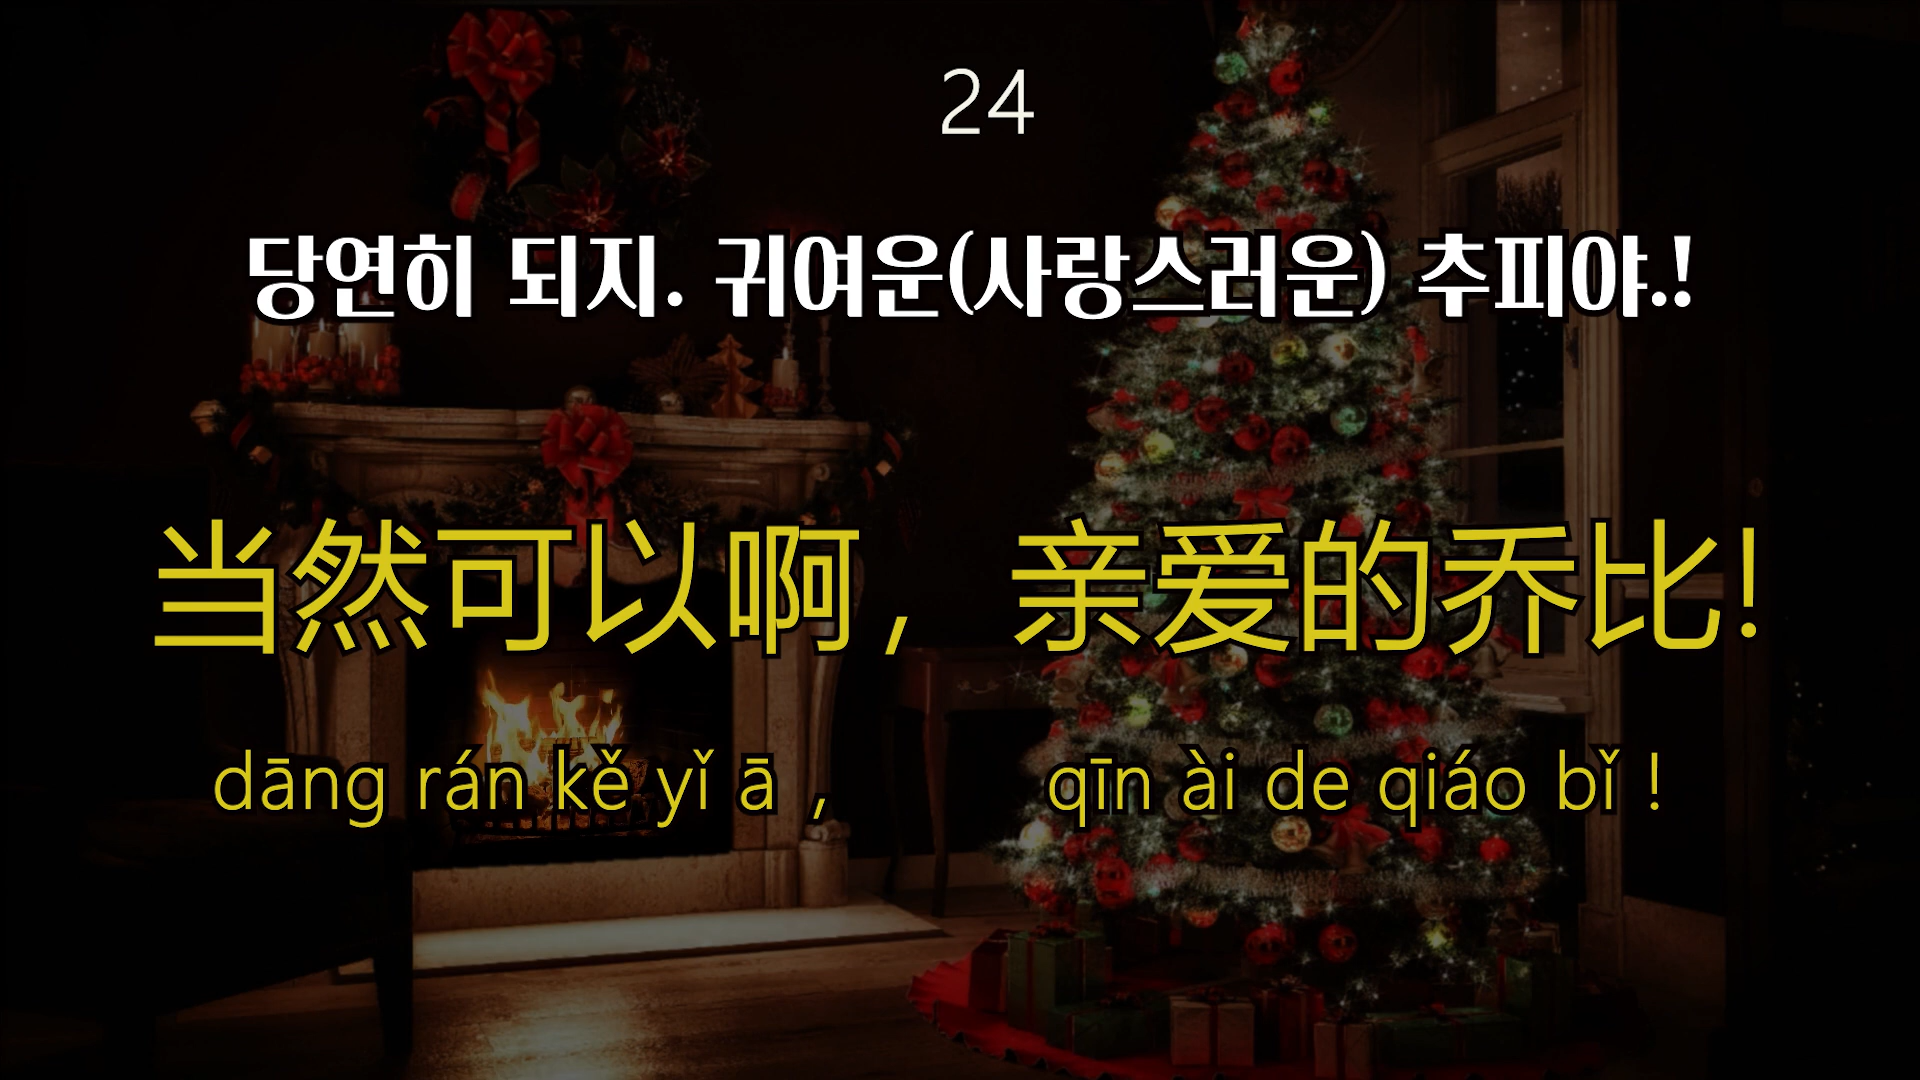 24
당연히 되지. 귀여운(사랑스러운) 추피야.!
当然可以啊，亲爱的乔比!
dāng rán kě yǐ ā , qīn ài de qiáo bǐ !